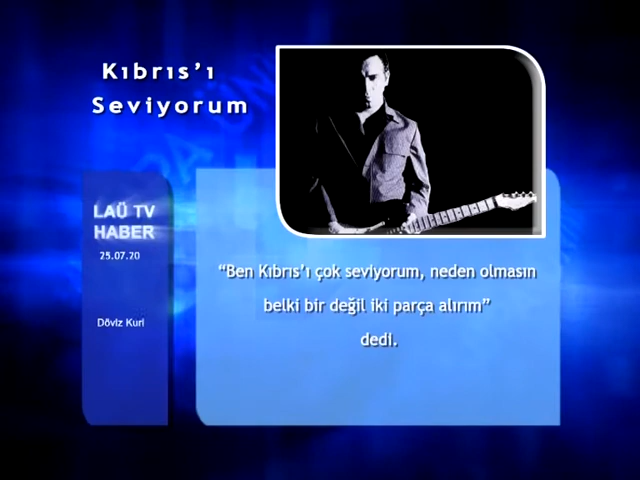 Kıbrıs’ı
Seviyorum
LAÜ TV
HABER
25.07.20
Döviz Kuri
“Ben Kıbrıs’ı çok seviyorum, neden olmasın
belki bir değil iki parça alırım”
dedi.